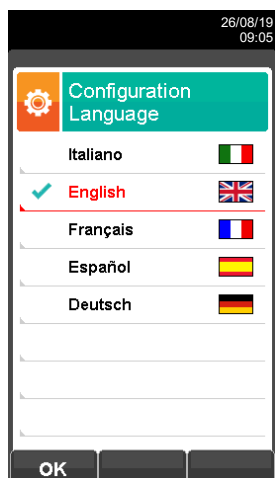 26/08/19
09:05
Configuration
Language
Italiano
English
Français
Español
Deutsch
OK